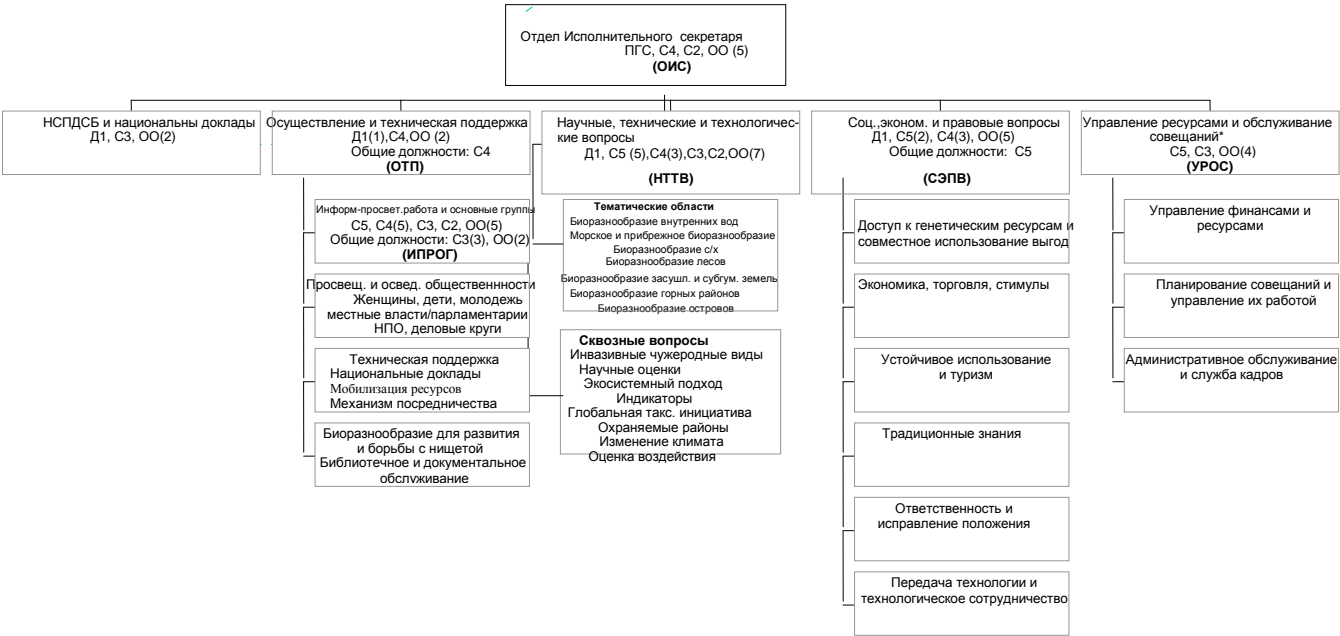 Отдел Исполнительного секретаря
ПГС, С4, С2, ОО (5)
(ОИС)
НСПДСБ и национальны доклады
Д1, С3, ОО(2)
Осуществление и техническая поддержка
Д1(1),С4,ОО (2)
Общие должности: С4
(ОТП)
Научные, технические и технологичес-
кие вопросы
Д1, С5 (5),С4(3),С3,С2,ОО(7)
(НТТВ)
Соц.,эконом. и правовые вопросы
Д1, С5(2), С4(3), ОО(5)
Общие должности: С5
(СЭПВ)
Управление ресурсами и обслуживание
совещаний*
С5, С3, ОО(4)
(УРОС)
Информ-просвет.работа и основные группы
С5, С4(5), С3, С2, ОО(5)
Общие должности: С3(3), ОО(2)
(ИПРОГ)
Просвещ. и освед. общественнности
Женщины, дети, молодежь
местные власти/парламентарии
НПО, деловые круги
Техническая поддержка
Национальные доклады
Мобилизация ресурсов
Механизм посредничества
Биоразнообразие для развития
и борьбы с нищетой
Библиотечное и документальное
обслуживание
Тематические области
Биоразнообразие внутренних вод
Морское и прибрежное биоразнообразие
Биоразнообразие с/х
Биоразнообразие лесов
Биоразнообразие засушл. и субгум. земель
Биоразнообразие горных районов
Биоразнообразие островов
Сквозные вопросы
Инвазивные чужеродные виды
Научные оценки
Экосистемный подход
Индикаторы
Глобальная такс. инициатива
Охраняемые районы
Изменение климата
Оценка воздействия
Доступ к генетическим ресурсам и
совместное использование выгод
Экономика, торговля, стимулы
Устойчивое использование
и туризм
Традиционные знания
Ответственность и
исправление положения
Передача технологии и
технологическое сотрудничество
Управление финансами и
ресурсами
Планирование совещаний и
управление их работой
Административное обслуживание
и служба кадров